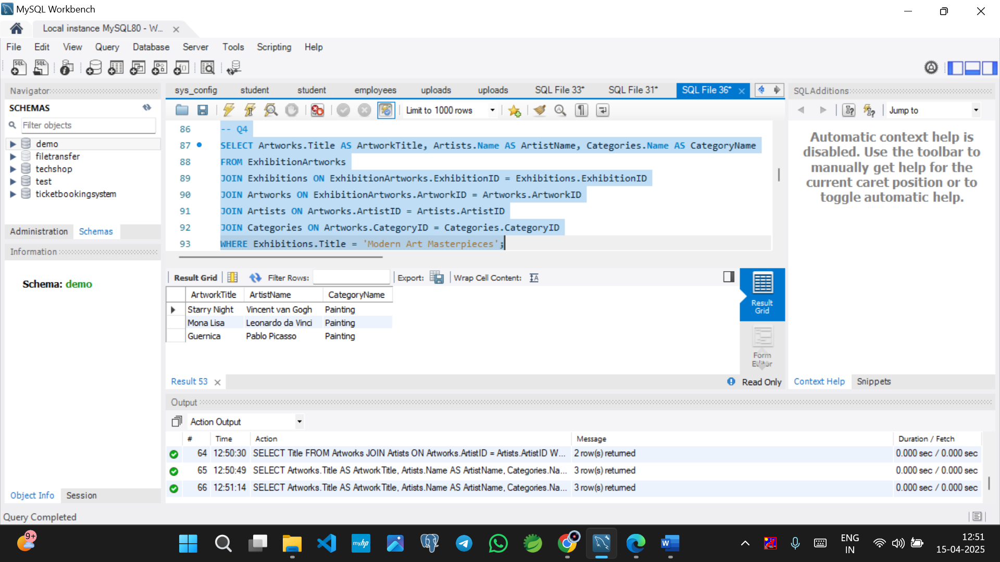 MySQL Workbench
Local instance MySQL80 - W...
File Edit View Query Database Server Tools Scripting Help
Navigator
SCHEMAS
Filter objects
demo
filetransfer
techshop
test
ticketbookingsystem
Administration Schemas
Information
Schema: demo
Object Info Session
Query Completed
sys_config student student employees uploads uploads SQL File 33* SQL File 31* SQL File 36*
Limit to 1000 rows
86 -- Q4
87 SELECT Artworks.Title AS ArtworkTitle, Artists.Name AS ArtistName, Categories.Name AS CategoryName
88 FROM ExhibitionArtworks
89 JOIN Exhibitions ON ExhibitionArtworks.ExhibitionID = Exhibitions.ExhibitionID
90 JOIN Artworks ON ExhibitionArtworks.ArtworkID = Artworks.ArtworkID
91 JOIN Artists ON Artworks.ArtistID = Artists.ArtistID
92 JOIN Categories ON Artworks.CategoryID = Categories.CategoryID
93 WHERE Exhibitions.Title = 'Modern Art Masterpieces';
Result Grid Filter Rows: Export: Wrap Cell Content:
ArtworkTitle ArtistName CategoryName
Starry Night Vincent van Gogh Painting
Mona Lisa Leonardo da Vinci Painting
Guernica Pablo Picasso Painting
Result
Grid
Form
Editor
Result 53
Read Only
SQLAdditions
Jump to
Automatic context help is
disabled. Use the toolbar to
manually get help for the
current caret position or to
toggle automatic help.
Context Help Snippets
Output
Action Output
# Time Action Message Duration / Fetch
64 12:50:30 SELECT Title FROM Artworks JOIN Artists ON Artworks.ArtistID = Artists.ArtistID W... 2 row(s) returned 0.000 sec / 0.000 sec
65 12:50:49 SELECT Artworks.Title AS ArtworkTitle, Artists.Name AS ArtistName, Categories.Na... 3 row(s) returned 0.000 sec / 0.000 sec
66 12:51:14 SELECT Artworks.Title AS ArtworkTitle, Artists.Name AS ArtistName, Categories.Na... 3 row(s) returned 0.000 sec / 0.000 sec
9+
myhp
W
ENG
IN
12:51
15-04-2025